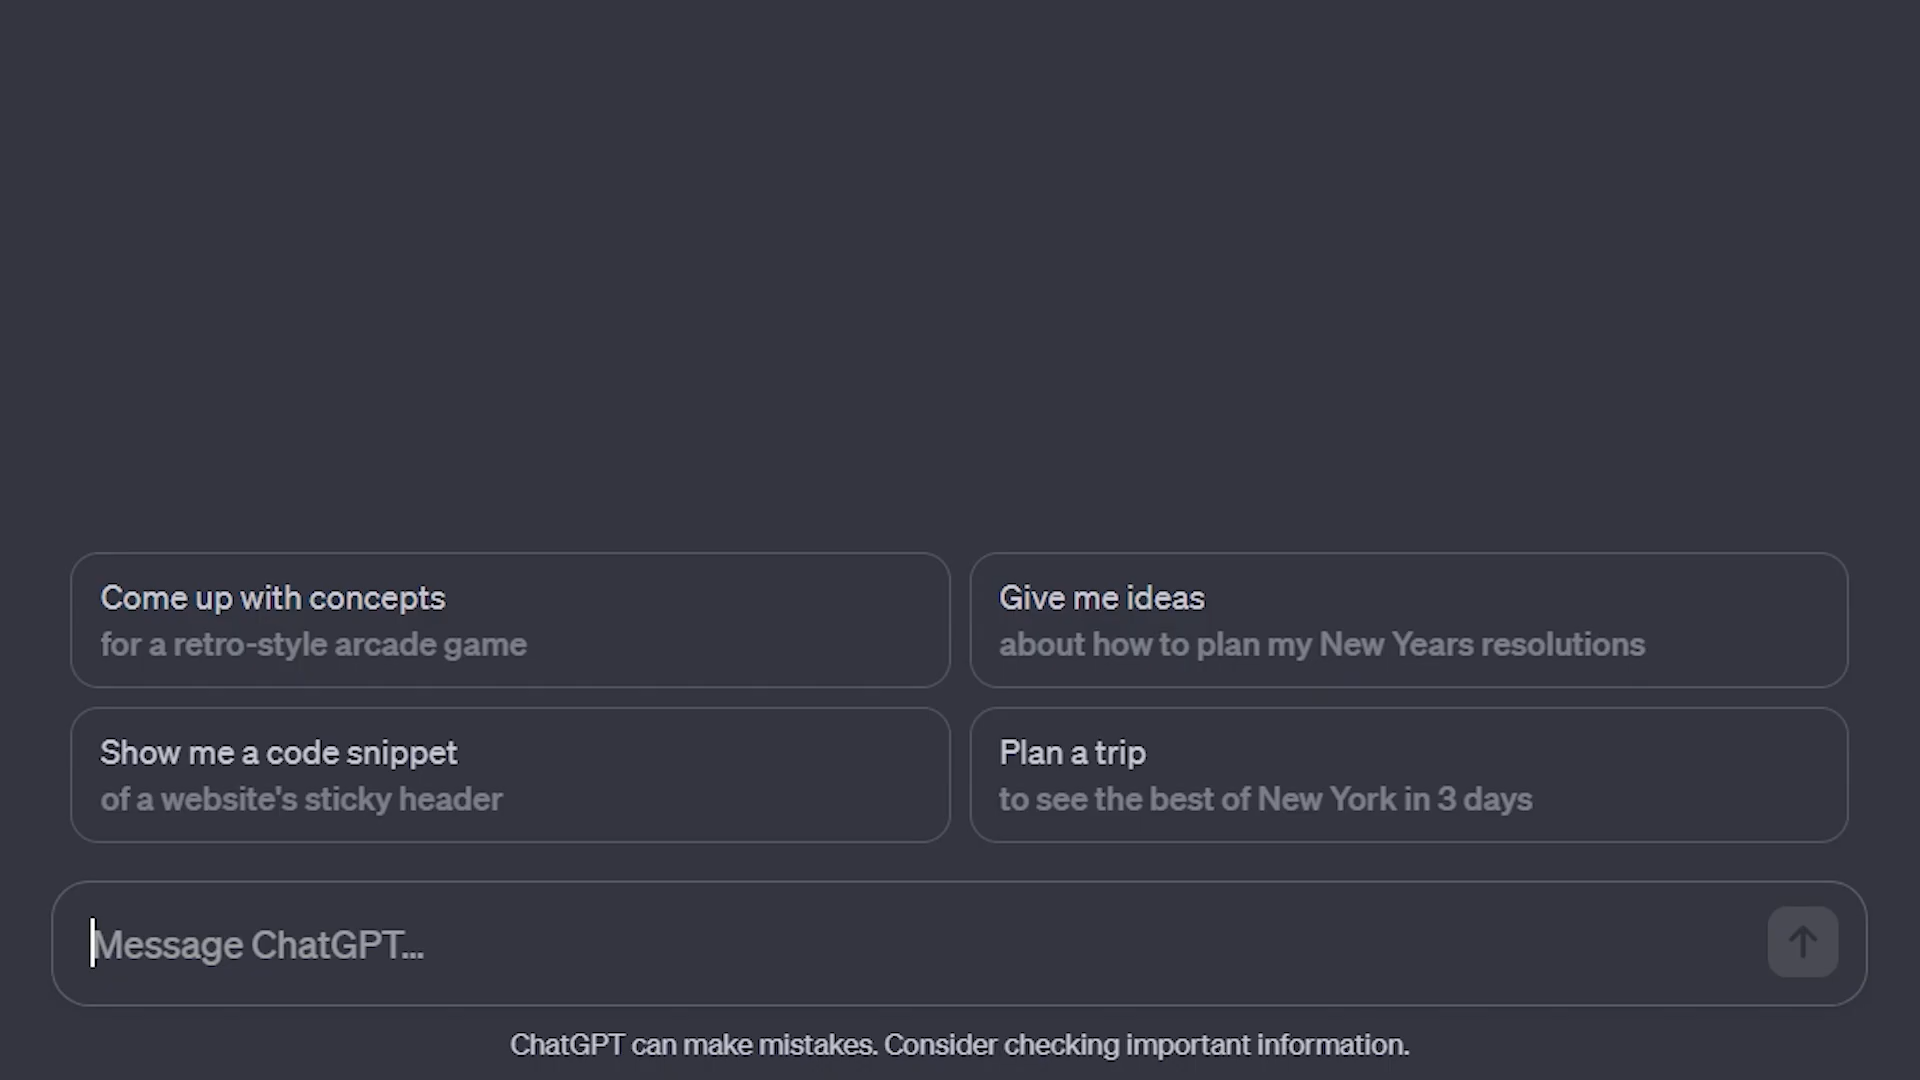 Come up with concepts
for a retro-style arcade game
Give me ideas
about how to plan my New Years resolutions
Show me a code snippet
of a website's sticky header
Plan a trip
to see the best of New York in 3 days
Message ChatGPT...
ChatGPT can make mistakes. Consider checking important information.